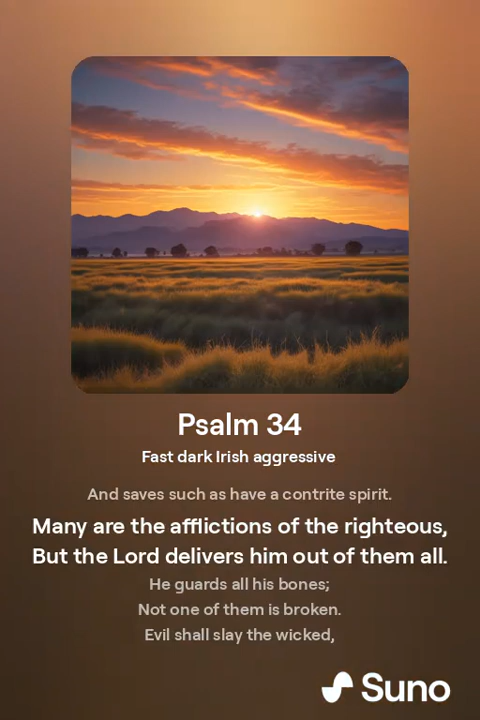 Psalm 34
Fast dark Irish aggressive
And saves such as have a contrite spirit.
Many are the afflictions of the righteous,
But the Lord delivers him out of them all.
He guards all his bones;
Not one of them is broken.
Evil shall slay the wicked,
Suno